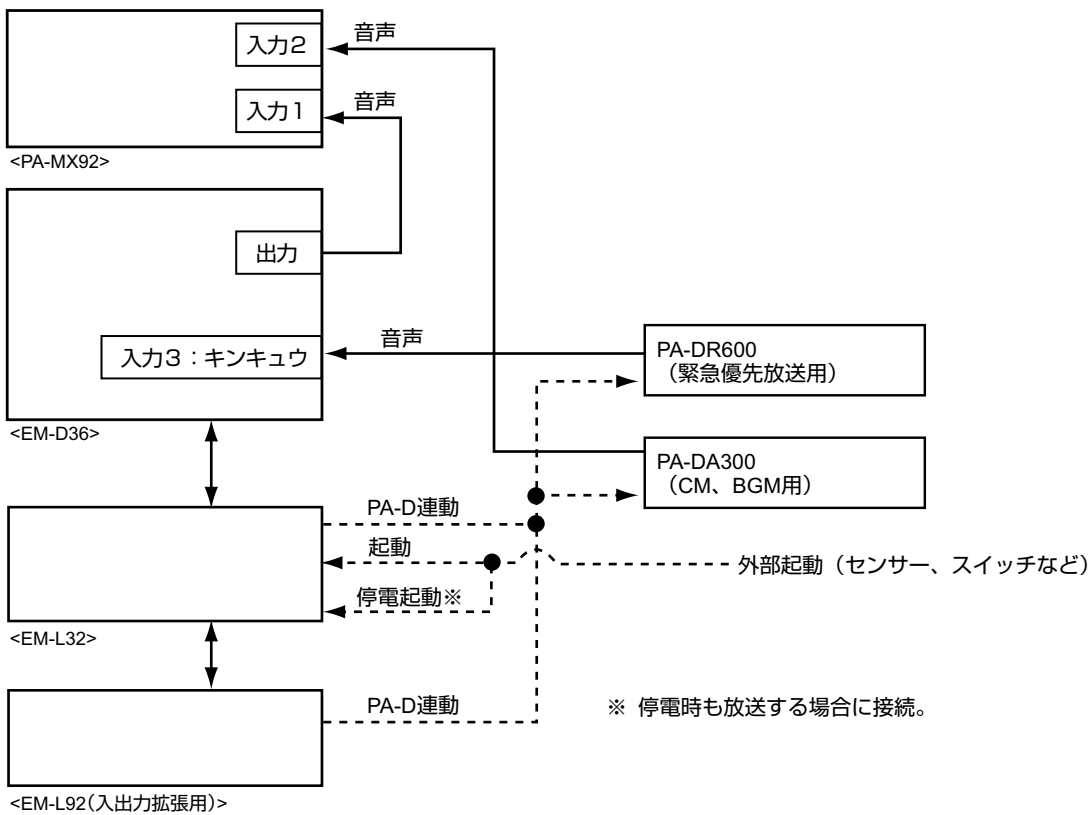 入力2
音声
入力1
音声
<PA-MX92>
出力
入力3：キンキュウ
音声
PA-DR600
（緊急優先放送用）
<EM-D36>
PA-DA300
（CM、BGM用）
PA-D連動
起動
外部起動（センサー、スイッチなど）
停電起動※
<EM-L32>
PA-D連動
※ 停電時も放送する場合に接続。
<EM-L92（入出力拡張用）>